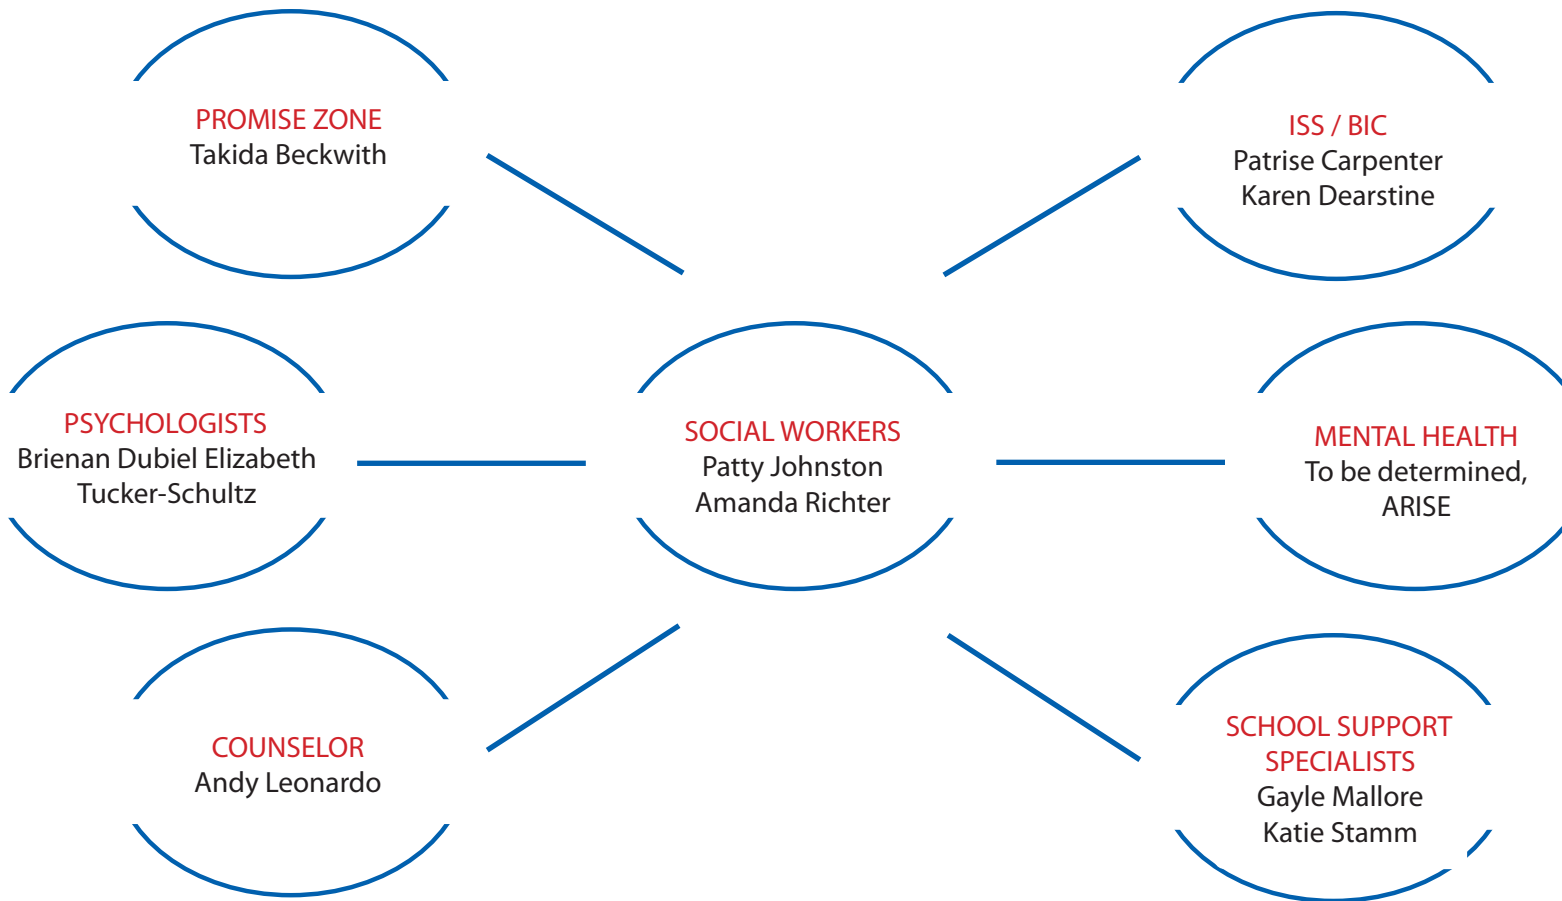 PROMISE ZONE
Takida Beckwith
ISS / BIC
Patrise Carpenter
Karen Dearstine
PSYCHOLOGISTS
Brienan Dubiel Elizabeth
Tucker-Schultz
SOCIAL WORKERS
Patty Johnston
Amanda Richter
MENTAL HEALTH
To be determined,
ARISE
COUNSELOR
Andy Leonardo
SCHOOL SUPPORT
SPECIALISTS
Gayle Mallore
Katie Stamm